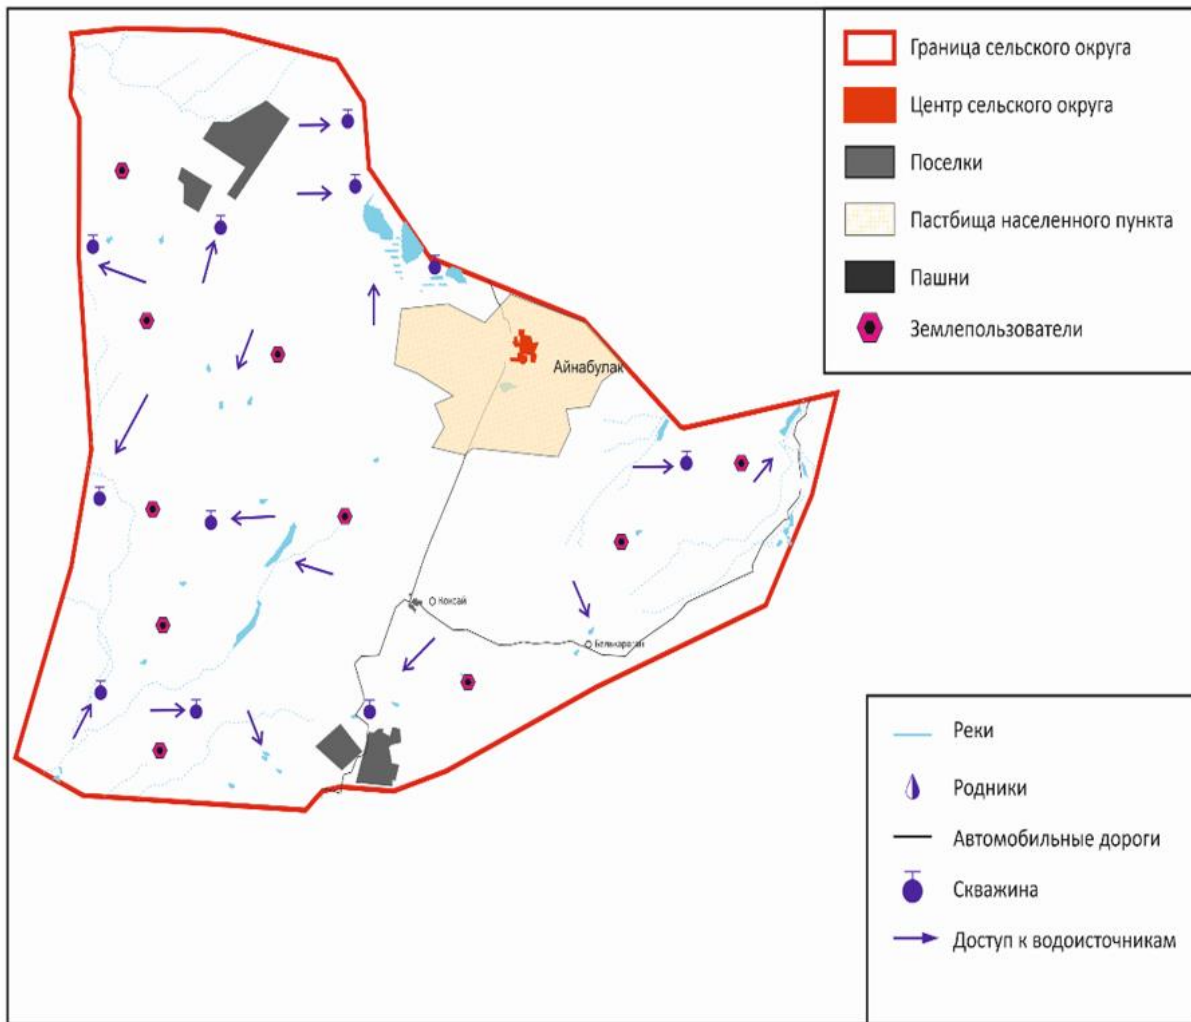 Граница сельского округа
Центр сельского округа
Поселки
Пастбища населенного пункта
Пашни
Землепользователи
Айнабулак
Коксай
Реки
Родники
Автомобильные дороги
Скважина
Доступ к водоисточникам